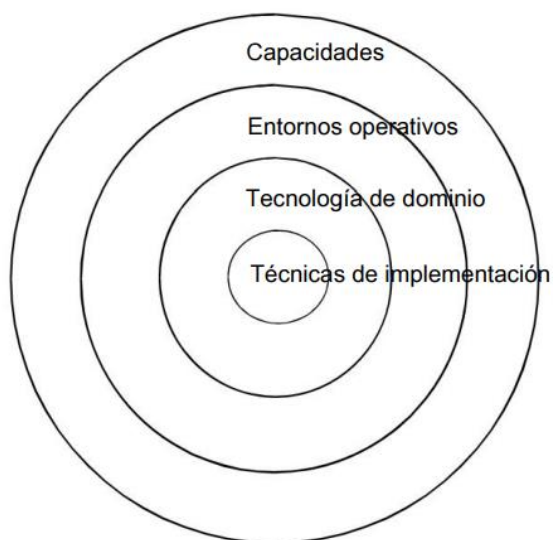 Capacidades
Entornos operativos
Tecnología de dominio
Técnicas de implementación